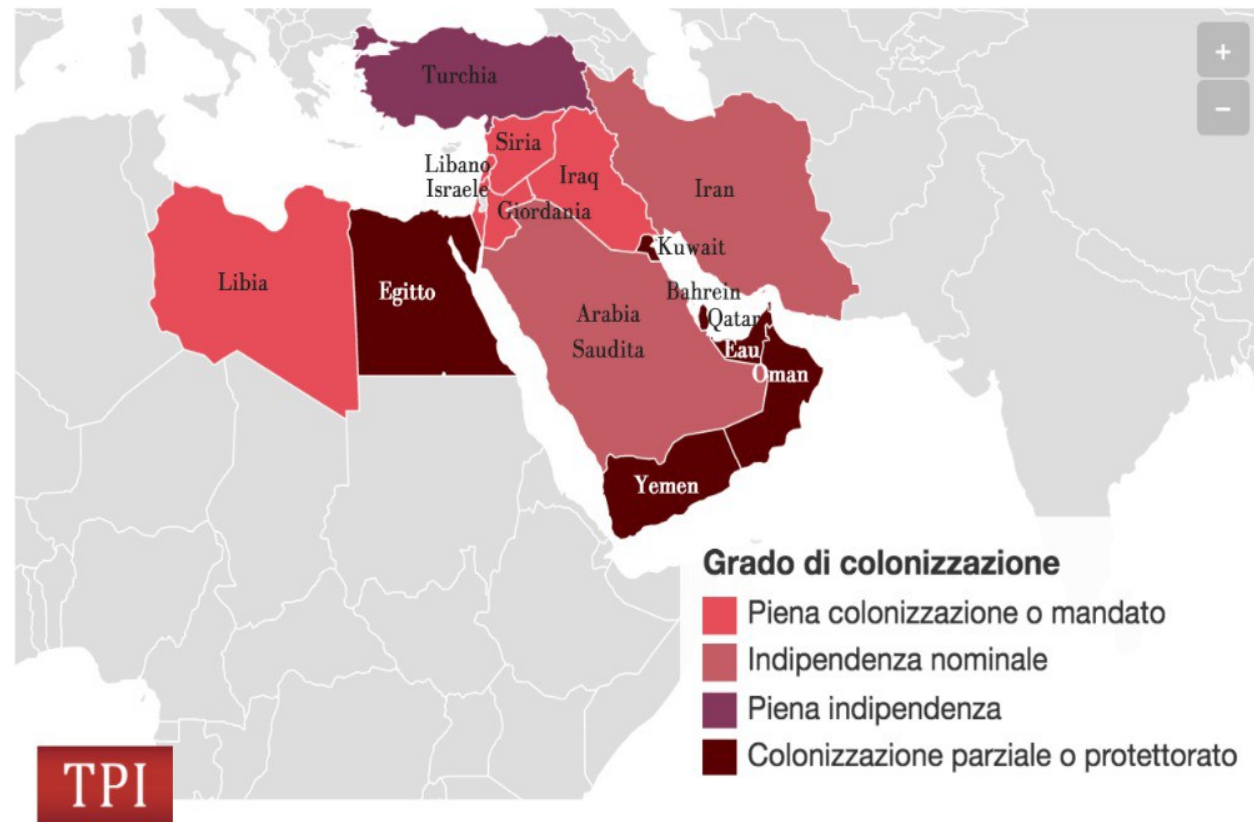 +
−
Turchia
Siria
Libano
Israele
Iraq
Iran
Giordania
Kuwait
Libia
Egitto
Bahrein
Qatar
Arabia
Saudita
Eau
Oman
Yemen
Grado di colonizzazione
Piena colonizzazione o mandato
Indipendenza nominale
Piena indipendenza
Colonizzazione parziale o protettorato
TPI